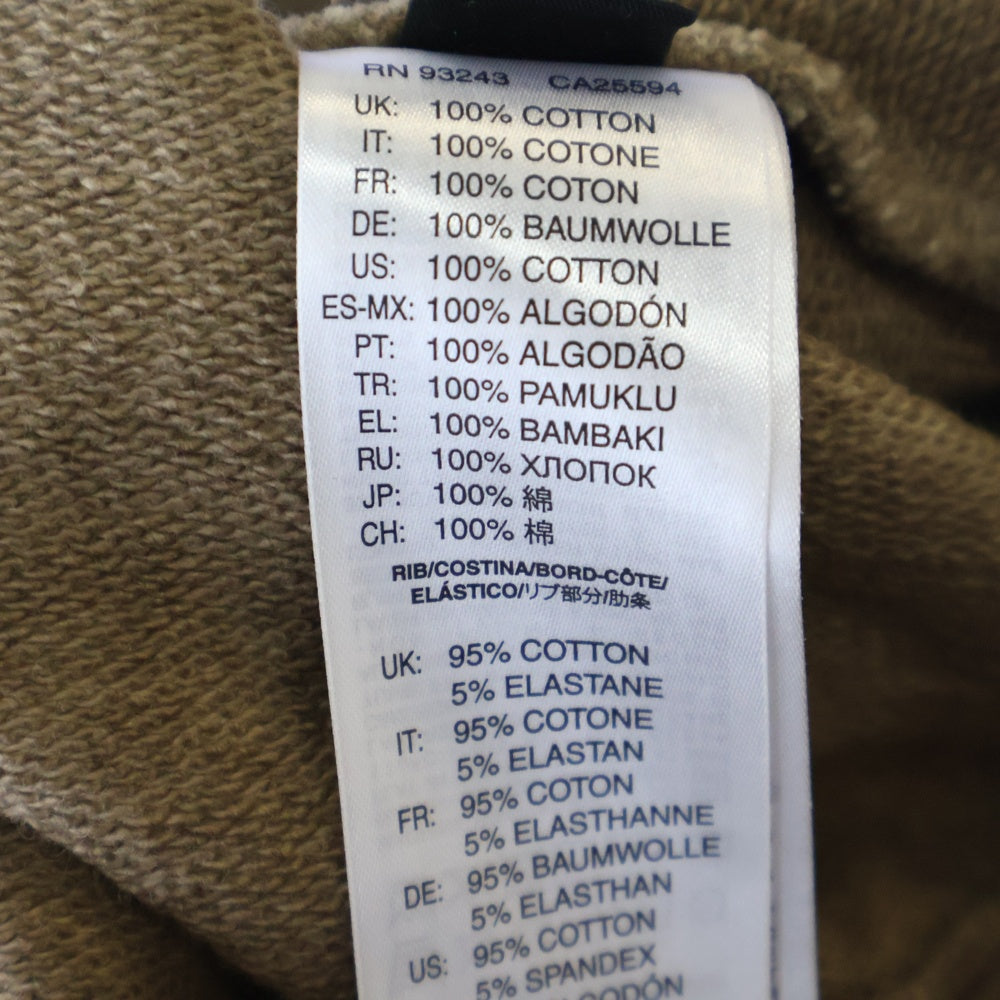 RN 93243 CA25594
UK: 100% COTTON
IT: 100% COTONE
FR: 100% COTON
DE: 100% BAUMWOLLE
US: 100% COTTON
ES-MX: 100% ALGODÓN
PT: 100% ALGODÃO
TR: 100% PAMUKLU
EL: 100% BAMBAKI
RU: 100% ХЛОПОК
JP: 100% 綿
CH: 100% 棉
RIB/COSTINA/BORD-CÔTE/
ELÁSTICO/リブ部分/肋条
UK: 95% COTTON
5% ELASTANE
IT: 95% COTONE
5% ELASTAN
FR: 95% COTON
5% ELASTHANNE
DE: 95% BAUMWOLLE
5% ELASTHAN
US: 95% COTTON
5% SPANDEX
ALGODÓN